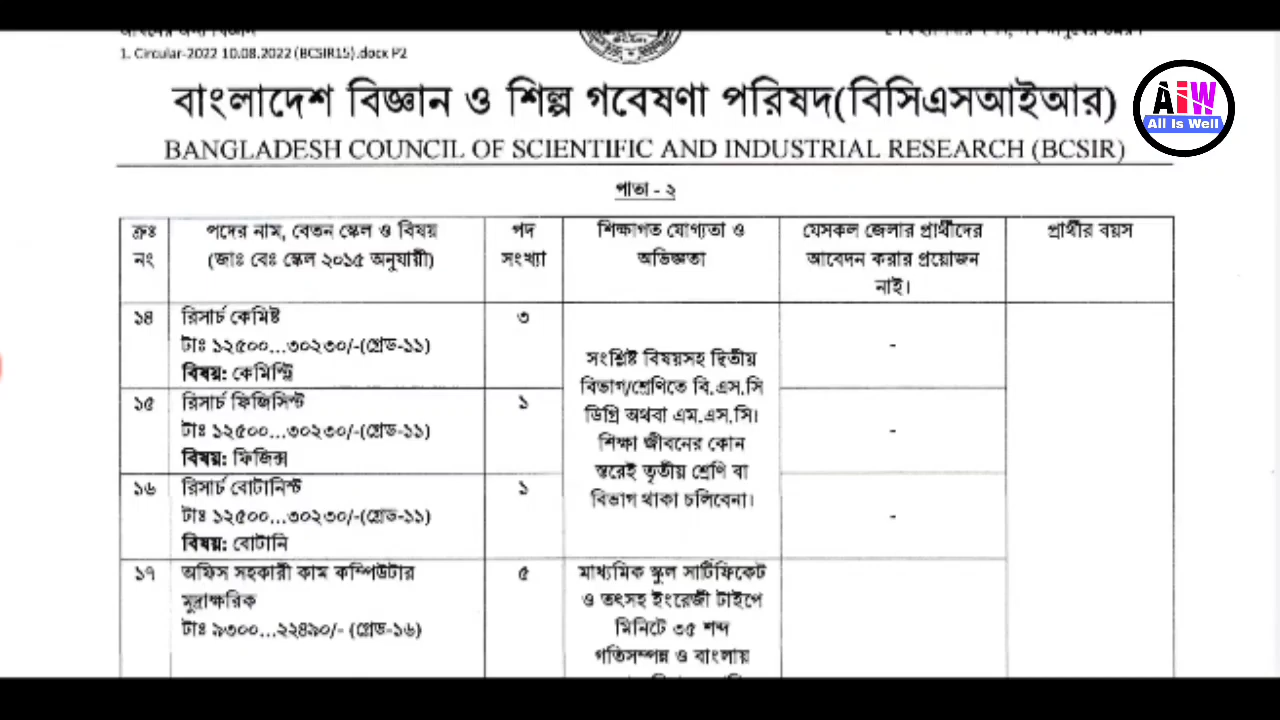 1. Circular-2022 10.08.2022 (BCSIR15).docx P2
বাংলাদেশ বিজ্ঞান ও শিল্প গবেষণা পরিষদ(বিসিএসআইআর)
AiW
All Is Well
BANGLADESH COUNCIL OF SCIENTIFIC AND INDUSTRIAL RESEARCH (BCSIR)
পাতা - ২
ক্রঃ
নং
পদের নাম, বেতন স্কেল ও বিষয়
(জাঃ বেঃ স্কেল ২০১৫ অনুযায়ী)
পদ
সংখ্যা
শিক্ষাগত যোগ্যতা ও
অভিজ্ঞতা
যেসকল জেলার প্রার্থীদের
আবেদন করার প্রয়োজন
নাই।
প্রার্থীর বয়স
১৪
রিসার্চ কেমিষ্ট
টাঃ ১২৫০০...৩০২৩০/-(গ্রেড-১১)
বিষয়: কেমিস্ট্রি
৩
-
১৫
রিসার্চ ফিজিসিস্ট
টাঃ ১২৫০০...৩০২৩০/-(গ্রেড-১১)
বিষয়: ফিজিক্স
১
-
১৬
রিসার্চ বোটানিস্ট
টাঃ ১২৫০০...৩০২৩০/-(গ্রেড-১১)
বিষয়: বোটানি
১
-
সংশ্লিষ্ট বিষয়সহ দ্বিতীয়
বিভাগ/শ্রেণিতে বি.এস.সি
ডিগ্রি অথবা এম.এস.সি।
শিক্ষা জীবনের কোন
স্তরেই তৃতীয় শ্রেণি বা
বিভাগ থাকা চলিবেনা।
১৭
অফিস সহকারী কাম কম্পিউটার
মুদ্রাক্ষরিক
টাঃ ৯৩০০...২২৪৯০/- (গ্রেড-১৬)
৫
মাধ্যমিক স্কুল সার্টিফিকেট
ও তৎসহ ইংরেজী টাইপে
মিনিটে ৩৫ শব্দ
গতিসম্পন্ন ও বাংলায়